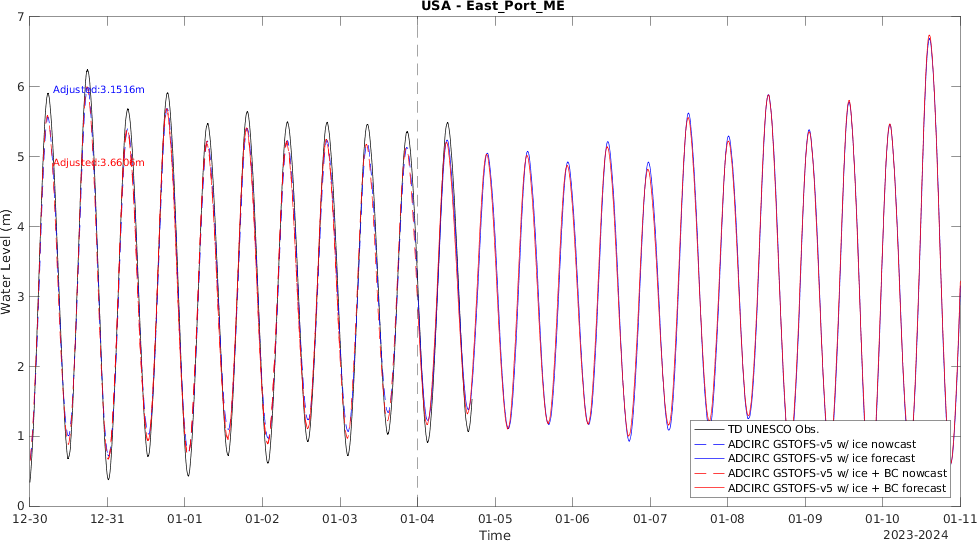 USA - East_Port_ME
7
6
5
4
3
2
1
0
Water Level (m)
Adjusted:3.1516m
Adjusted:3.6606m
TD UNESCO Obs.
ADCIRC GSTOFS-v5 w/ ice nowcast
ADCIRC GSTOFS-v5 w/ ice forecast
ADCIRC GSTOFS-v5 w/ ice + BC nowcast
ADCIRC GSTOFS-v5 w/ ice + BC forecast
12-30 12-31 01-01 01-02 01-03 01-04 01-05 01-06 01-07 01-08 01-09 01-10 01-11
Time
2023-2024